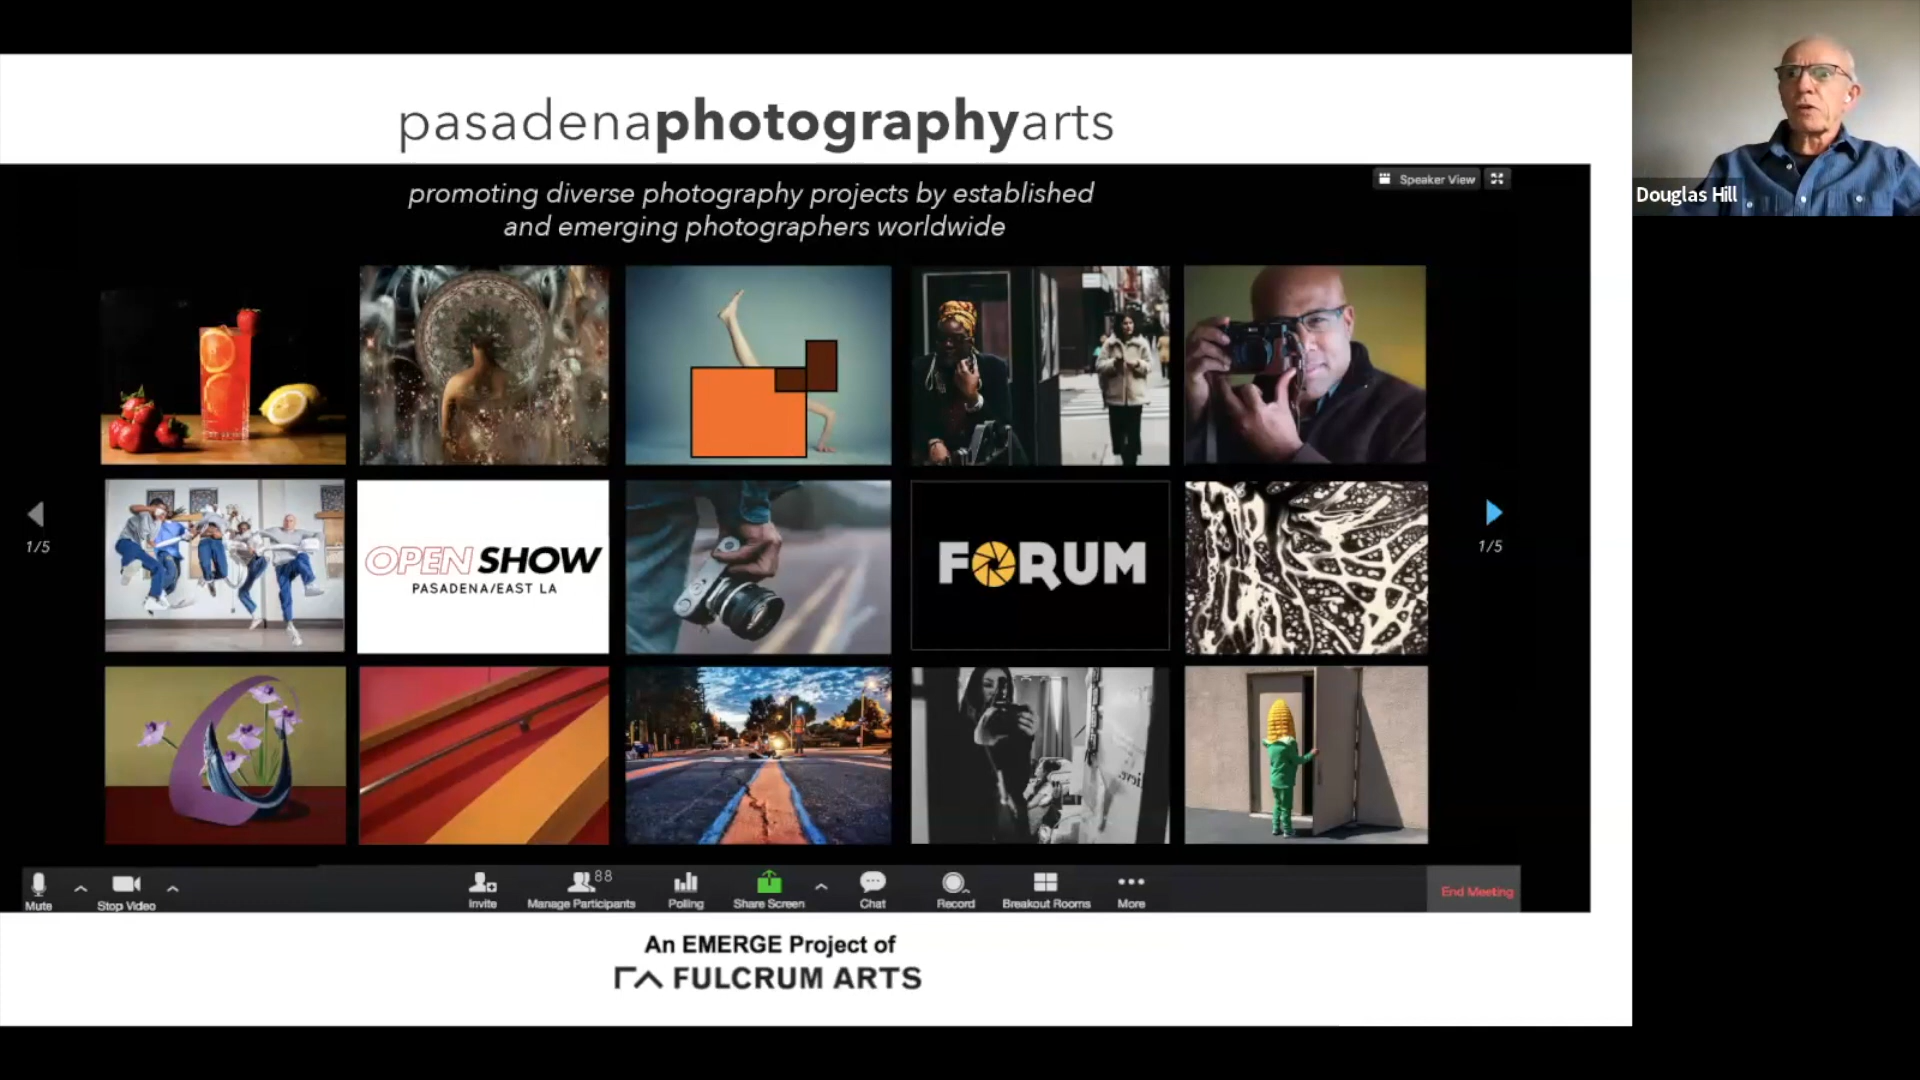 pasadenaphotographyarts
promoting diverse photography projects by established
and emerging photographers worldwide
Speaker View
Douglas Hill
OPEN SHOW
PASADENA/EAST LA
FORUM
1/5
1/5
Mute
Stop Video
Invite
88
Manage Participants
Polling
Share Screen
Chat
Record
Breakout Rooms
More
End Meeting
An EMERGE Project of
FULCRUM ARTS